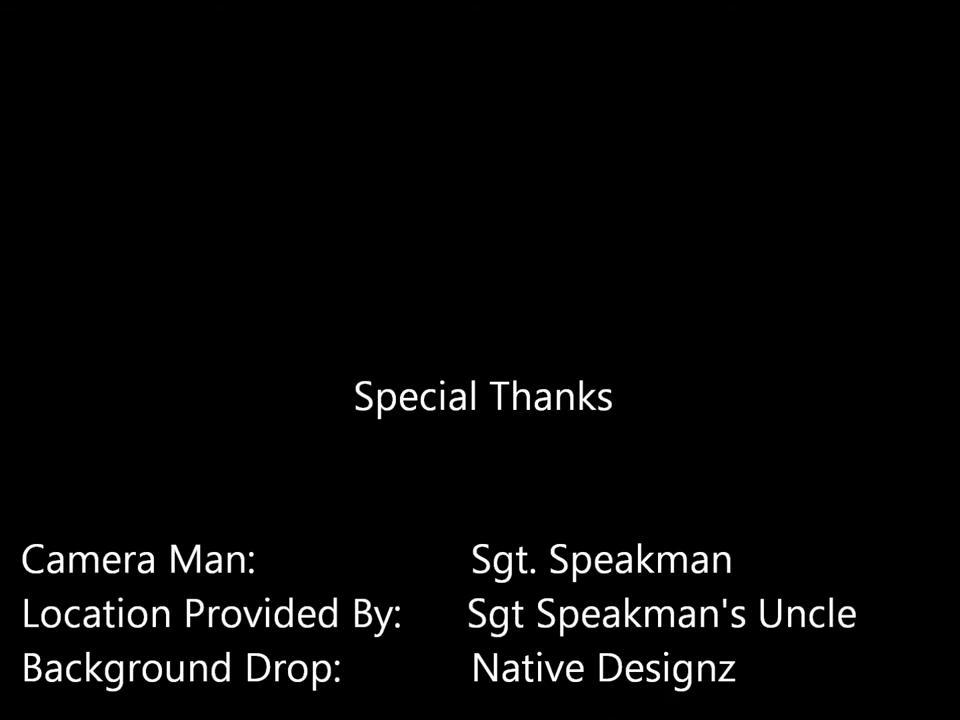 Special Thanks
Camera Man: Sgt. Speakman
Location Provided By: Sgt Speakman's Uncle
Background Drop: Native Designz